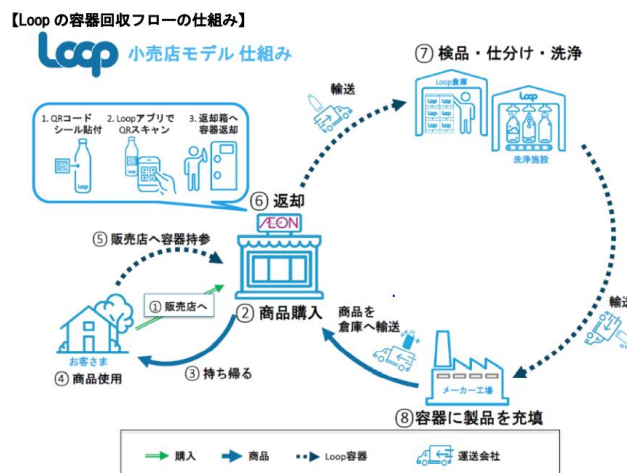 【Loop の容器回収フローの仕組み】
Loop 小売店モデル 仕組み
⑦ 検品・仕分け・洗浄
Loop倉庫
Loop
洗浄施設
輸送
1. QRコード
シール貼付
2. Loopアプリで
QRスキャン
3. 返却箱へ
容器返却
Loop
⑥ 返却
ÆON
⑤ 販売店へ容器持参
① 販売店へ
② 商品購入
商品を
倉庫へ輸送
輸送
お客さま
④ 商品使用
③ 持ち帰る
メーカー工場
⑧容器に製品を充填
購入
商品
Loop容器
運送会社